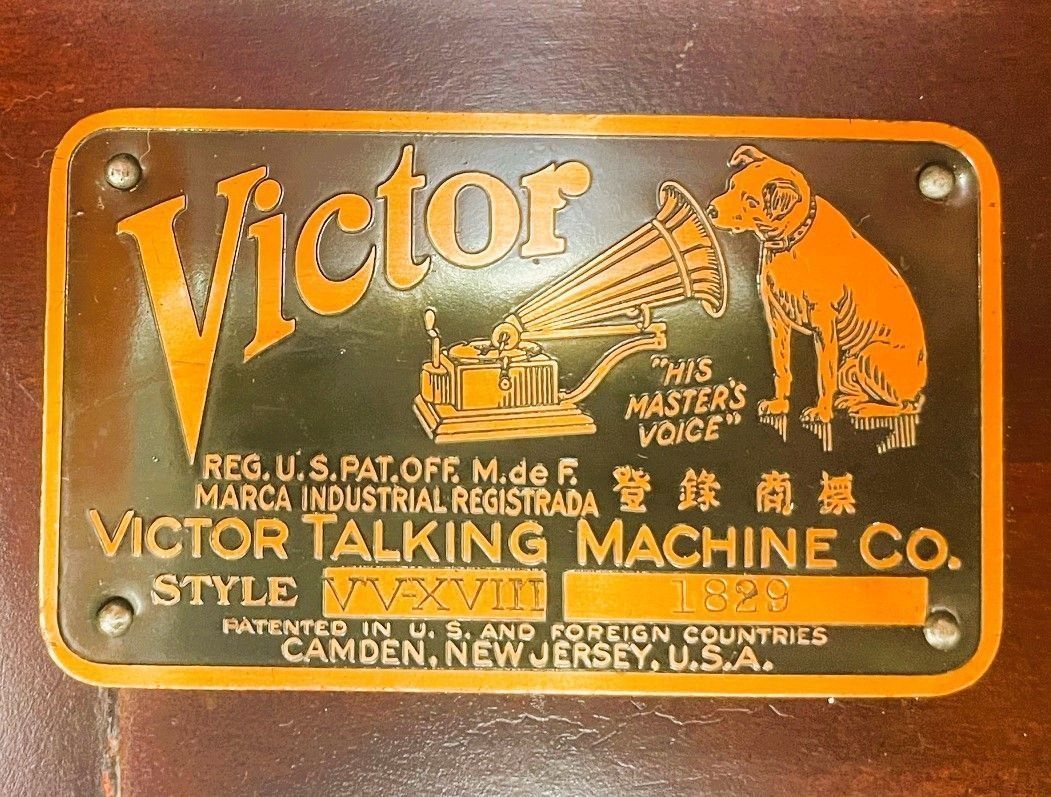 Victor
"HIS
MASTER'S
VOICE"
REG. U.S. PAT. OFF. M. de F.
MARCA INDUSTRIAL REGISTRADA
登錄商標
VICTOR TALKING MACHINE CO.
STYLE VV-XVIII 1829
PATENTED IN U. S. AND FOREIGN COUNTRIES
CAMDEN, NEW JERSEY, U.S.A.